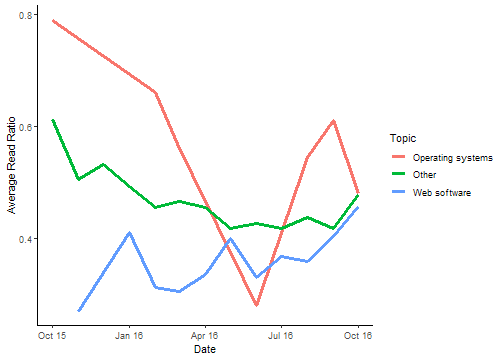 0.8
0.6
0.4
Average Read Ratio
Oct 15 Jan 16 Apr 16 Jul 16 Oct 16
Date
Topic
Operating systems
Other
Web software